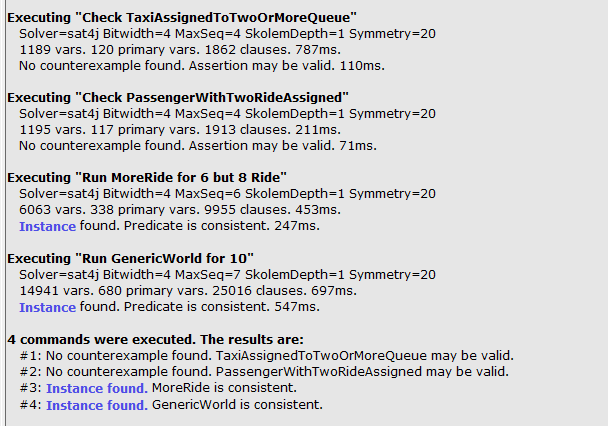 Executing "Check TaxiAssignedToTwoOrMoreQueue"
Solver=sat4j Bitwidth=4 MaxSeq=4 SkolemDepth=1 Symmetry=20
1189 vars. 120 primary vars. 1862 clauses. 787ms.
No counterexample found. Assertion may be valid. 110ms.
Executing "Check PassengerWithTwoRideAssigned"
Solver=sat4j Bitwidth=4 MaxSeq=4 SkolemDepth=1 Symmetry=20
1195 vars. 117 primary vars. 1913 clauses. 211ms.
No counterexample found. Assertion may be valid. 71ms.
Executing "Run MoreRide for 6 but 8 Ride"
Solver=sat4j Bitwidth=4 MaxSeq=6 SkolemDepth=1 Symmetry=20
6063 vars. 338 primary vars. 9955 clauses. 453ms.
Instance found. Predicate is consistent. 247ms.
Executing "Run GenericWorld for 10"
Solver=sat4j Bitwidth=4 MaxSeq=7 SkolemDepth=1 Symmetry=20
14941 vars. 680 primary vars. 25016 clauses. 697ms.
Instance found. Predicate is consistent. 547ms.
4 commands were executed. The results are:
#1: No counterexample found. TaxiAssignedToTwoOrMoreQueue may be valid.
#2: No counterexample found. PassengerWithTwoRideAssigned may be valid.
#3: Instance found. MoreRide is consistent.
#4: Instance found. GenericWorld is consistent.